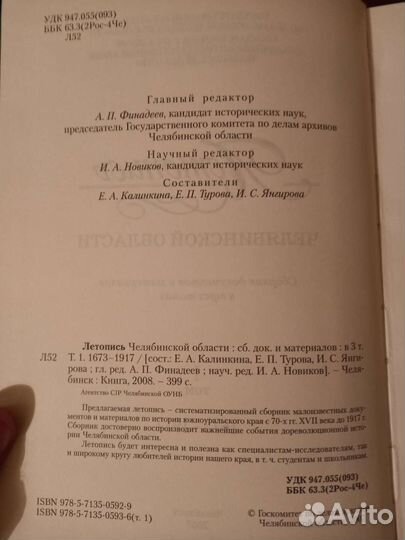 УДК 947.055(093)
ББК 63.3(2Рос-4Че)
Л52
Главный редактор
А. П. Финадеев, кандидат исторических наук,
председатель Государственного комитета по делам архивов
Челябинской области
Научный редактор
И. А. Новиков, кандидат исторических наук
Составители
Е. А. Калинкина, Е. П. Турова, И. С. Янгирова
Летопись Челябинской области : сб. док. и материалов : в 3 т.
Л52 Т. 1. 1673–1917 / [сост.: Е. А. Калинкина, Е. П. Турова, И. С. Янги-
рова ; гл. ред. А. П. Финадеев ; науч. ред. И. А. Новиков]. – Челя-
бинск : Книга, 2008. – 399 с.
Агентство CIP Челябинской ОУНБ
Предлагаемая летопись – систематизированный сборник малоизвестных доку-
ментов и материалов по истории южноуральского края с 70-х гг. XVII века до 1917 г.
Сборник достоверно воспроизводит важнейшие события дореволюционной исто-
рии Челябинской области.
Летопись будет интересна и полезна как специалистам-исследователям, так
и широкому кругу любителей истории нашего края, в т. ч. студентам и школьникам.
УДК 947.055(093)
ББК 63.3(2Рос-4Че)
ISBN 978-5-7135-0592-9
ISBN 978-5-7135-0593-6(т. 1)
© Госкомитет
Челябинской
Avito